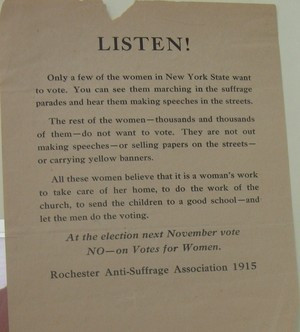 LISTEN!
Only a few of the women in New York State want
to vote. You can see them marching in the suffrage
parades and hear them making speeches in the streets.
The rest of the women—thousands and thousands
of them—do not want to vote. They are not out
making speeches—or selling papers on the streets—
or carrying yellow banners.
All these women believe that it is a woman's work
to take care of her home, to do the work of the
church, to send the children to a good school—and
let the men do the voting.
At the election next November vote
NO—on Votes for Women.
Rochester Anti-Suffrage Association 1915